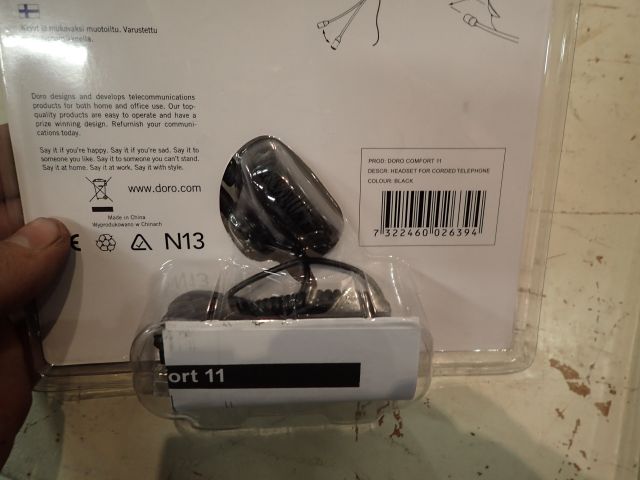 Kevyt ja mukavaksi muotoiltu. Varustettu
Doro designs and develops telecommunications
products for both home and office use. Our top-
quality products are easy to operate and have a
prize winning design. Refurnish your communi-
cations today.
Say it if you're happy. Say it if you're sad. Say it to
someone you like. Say it to someone you can't stand.
Say it at home. Say it at work. Say it with style.
www.doro.com
Made in China
Wyprodukowano w Chinach
CE
N13
PROD: DORO COMFORT 11
DESCR: HEADSET FOR CORDED TELEPHONE
COLOUR: BLACK
7 322460 026394
ort 11